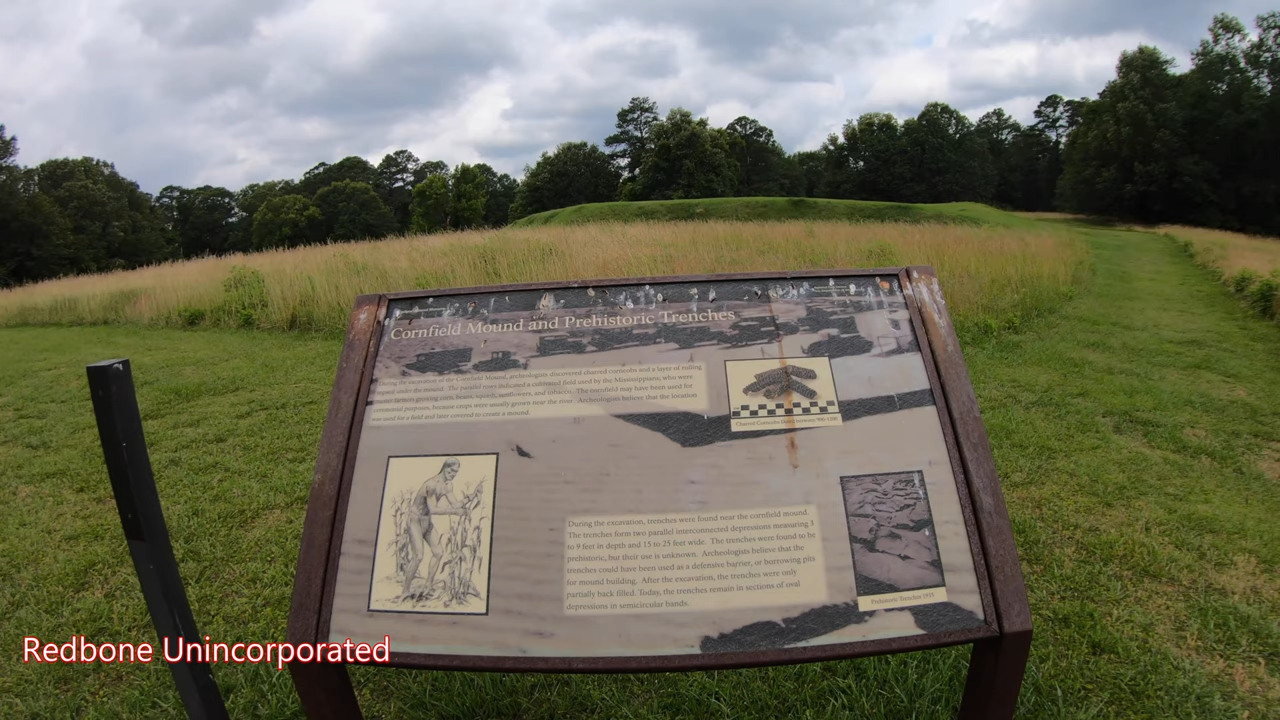 Cornfield Mound and Prehistoric Trenches
During the excavation of the Cornfield Mound, archeologists discovered charred corncobs and a layer of rolling
under the mound. The parallel rows indicated a cultivated field used by the Mississippians, who were
farmers, growing corn, beans, squash, sunflowers, and tobacco. The cornfield may have been used for
ceremonial purposes, because crops were usually grown near the river. Archeologists believe that the location
was used for a field and later covered to create a mound.
Charred Corncobs
During the excavation, trenches were found near the cornfield mound.
The trenches form two parallel interconnected depressions measuring 3
to 9 feet in depth and 15 to 25 feet wide. The trenches were found to be
prehistoric, but their use is unknown. Archeologists believe that the
trenches could have been used as a defensive barrier, or borrowing pits
for mound building. After the excavation, the trenches were only
partially back filled. Today, the trenches remain in sections of oval
depressions in semicircular bands.
Prehistoric Trenches 1935
Redbone Unincorporated